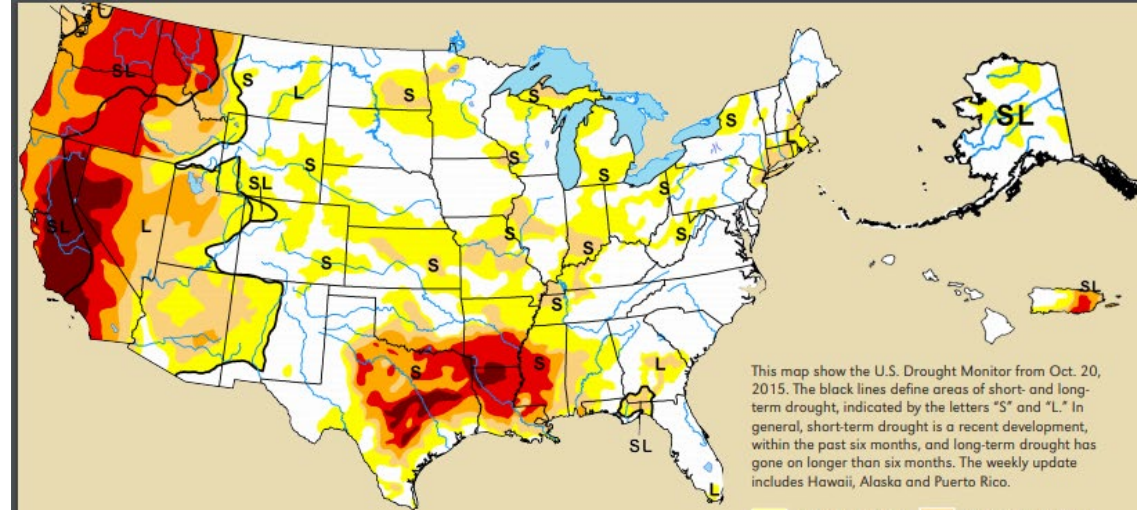 SL
S
L
S
S
S
SL
S
S
L
S
S
S
SL
SL
L
S
S
S
S
SL
S
S
S
SL
S
S
L
This map show the U.S. Drought Monitor from Oct. 20,
2015. The black lines define areas of short- and long-
term drought, indicated by the letters “S” and “L.” In
general, short-term drought is a recent development,
within the past six months, and long-term drought has
gone on longer than six months. The weekly update
includes Hawaii, Alaska and Puerto Rico.
SL
L